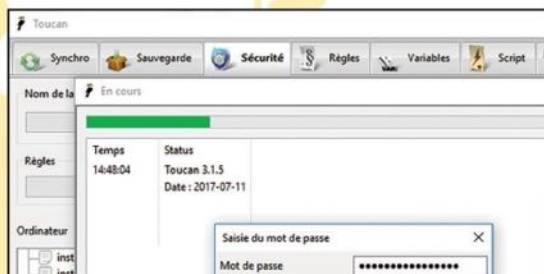 Toucan
Synchro Sauvegarde Sécurité Règles Variables Script
Nom de la
En cours
Temps Status
14:48:04 Toucan 3.1.5
Date : 2017-07-11
Règles
Ordinateur
inst
inst
Saisie du mot de passe
Mot de passe ••••••••••••••••